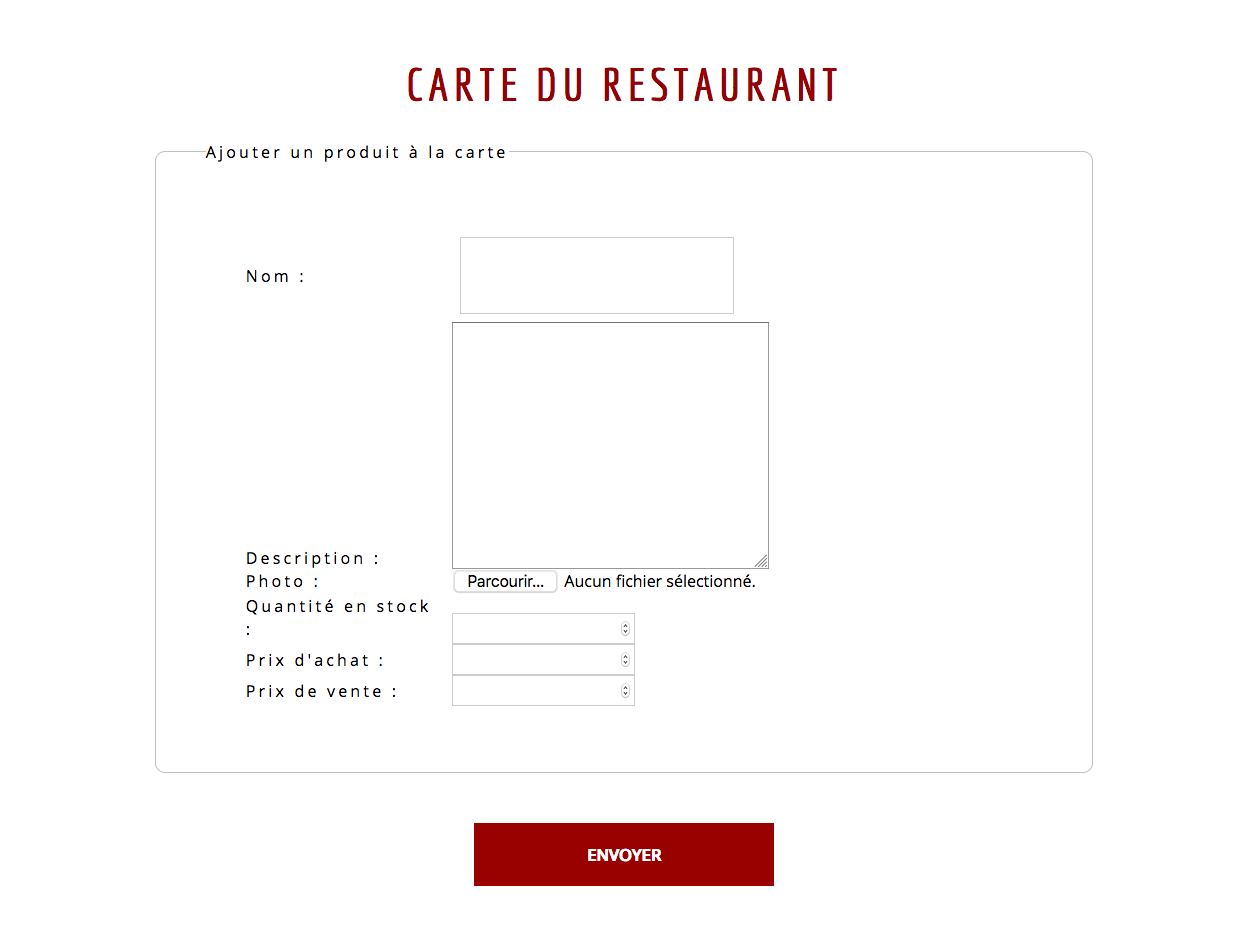 CARTE DU RESTAURANT
Ajouter un produit à la carte
Nom :
Description :
Photo :
Parcourir... Aucun fichier sélectionné.
Quantité en stock
:
Prix d'achat :
Prix de vente :
ENVOYER